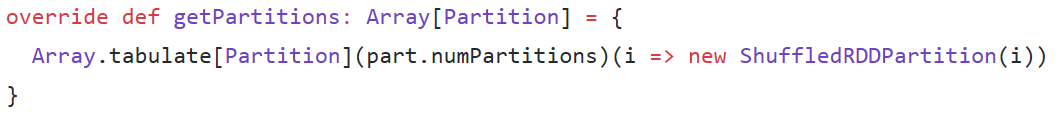 override def getPartitions: Array[Partition] = {
  Array.tabulate[Partition](part.numPartitions)(i => new ShuffledRDDPartition(i))
}